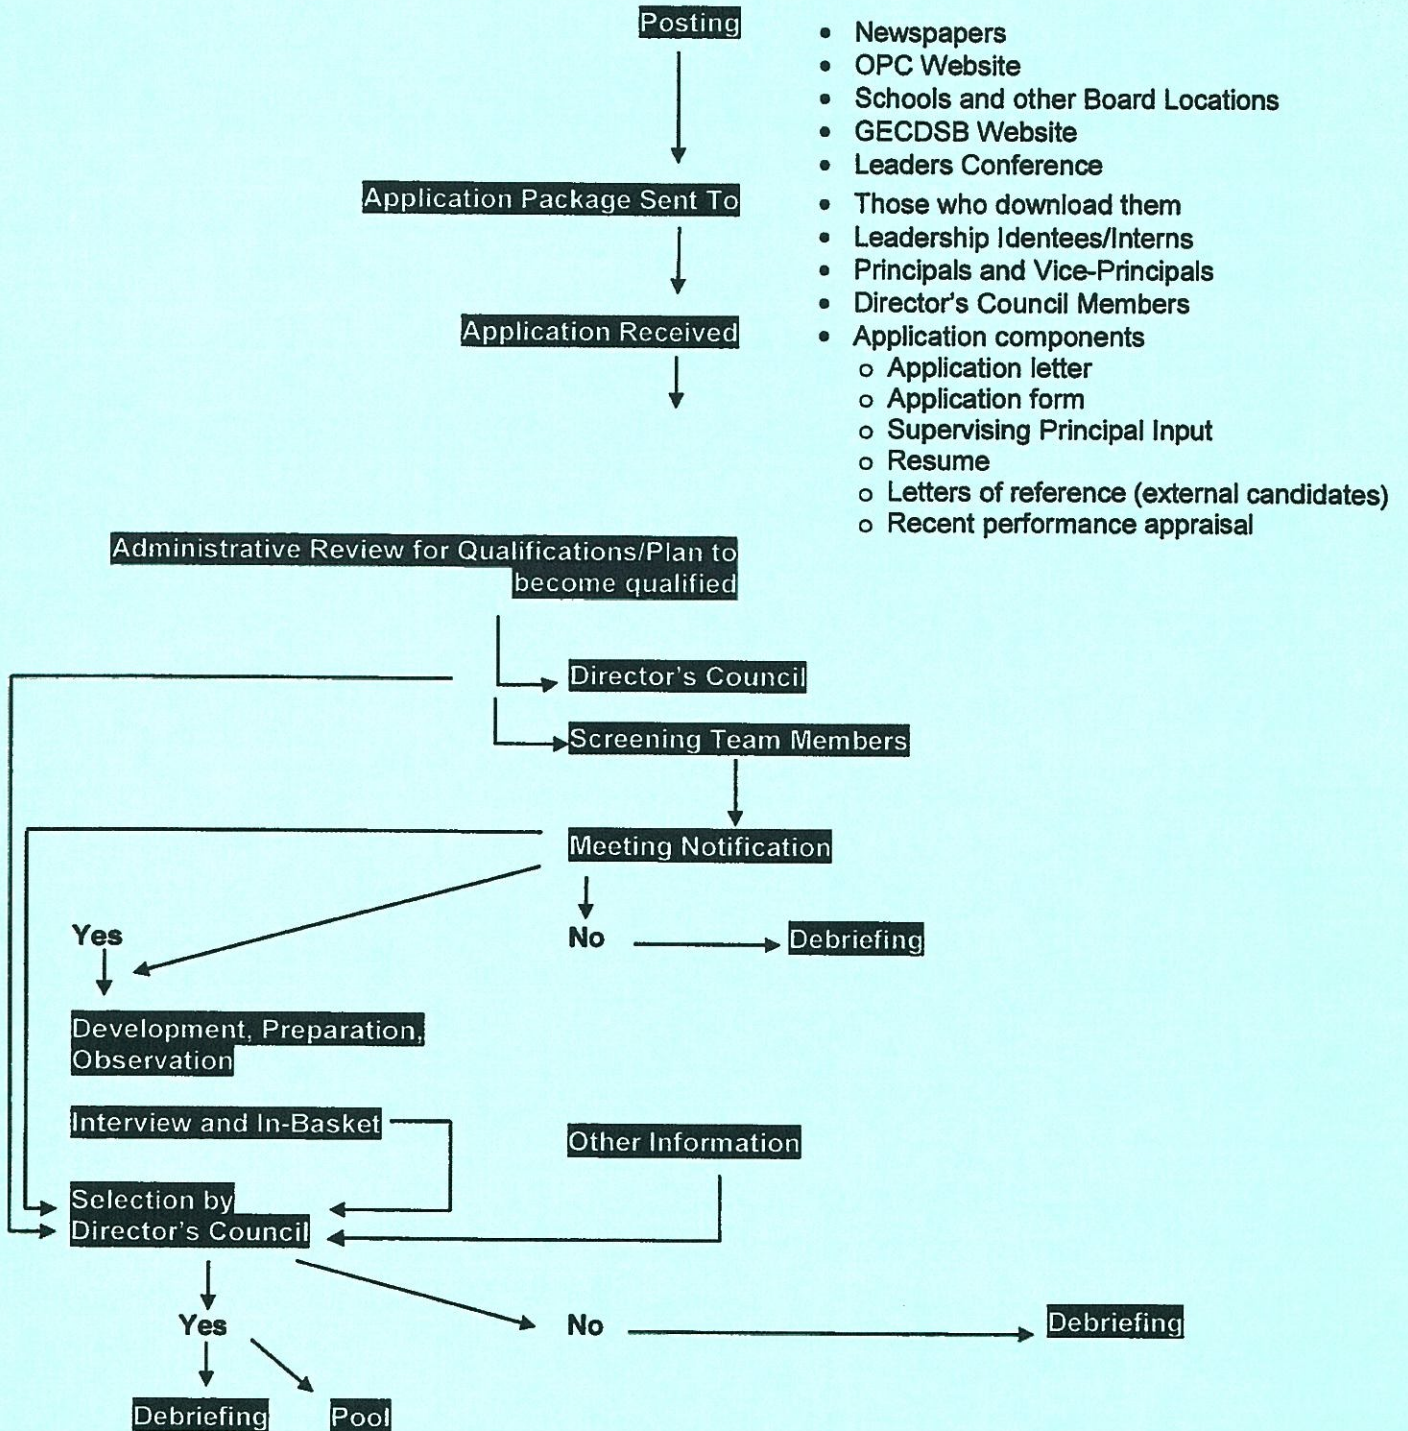 Posting
• Newspapers
• OPC Website
• Schools and other Board Locations
• GECDSB Website
• Leaders Conference
Application Package Sent To
• Those who download them
• Leadership Identees/Interns
• Principals and Vice-Principals
• Director's Council Members
Application Received
• Application components
o Application letter
o Application form
o Supervising Principal Input
o Resume
o Letters of reference (external candidates)
o Recent performance appraisal
Administrative Review for Qualifications/Plan to
become qualified
Director's Council
Screening Team Members
Meeting Notification
Yes
No
Debriefing
Development, Preparation,
Observation
Interview and In-Basket
Other Information
Selection by
Director's Council
Yes
No
Debriefing
Debriefing
Pool